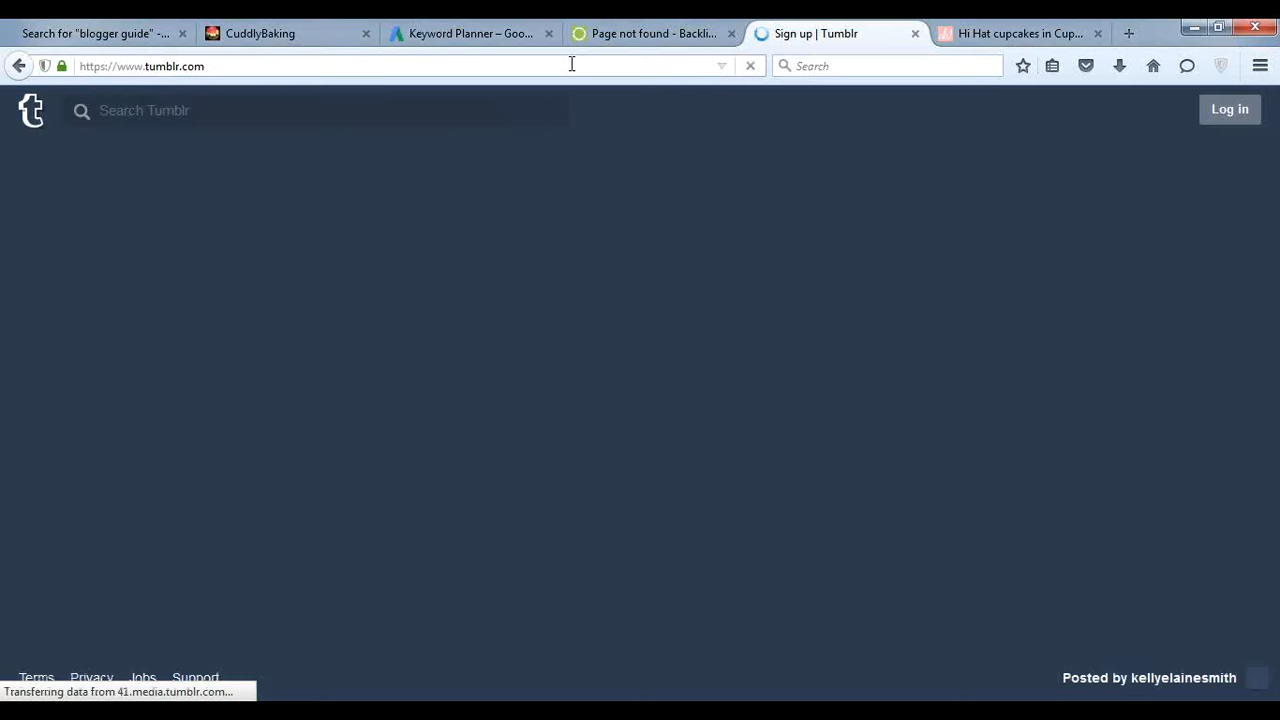 Search for "blogger guide" -...
CuddlyBaking
Keyword Planner – Goo...
Page not found - Backli...
Sign up | Tumblr
Hi Hat cupcakes in Cup...
https://www.tumblr.com
Search
t
Search Tumblr
Log in
Terms Privacy Jobs Support
Posted by kellyelainesmith
Transferring data from 41.media.tumblr.com...